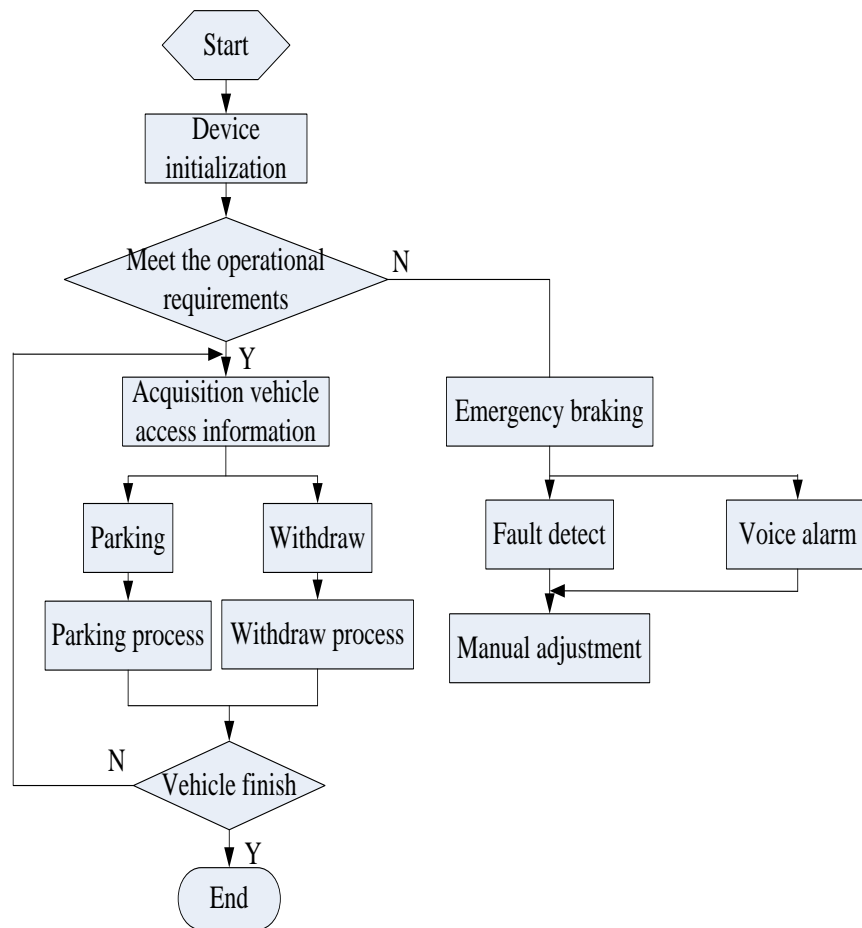 Start
Device
initialization
Meet the operational
requirements
N
Y
Acquisition vehicle
access information
Emergency braking
Parking
Withdraw
Fault detect
Voice alarm
Parking process
Withdraw process
Manual adjustment
N
Vehicle finish
Y
End